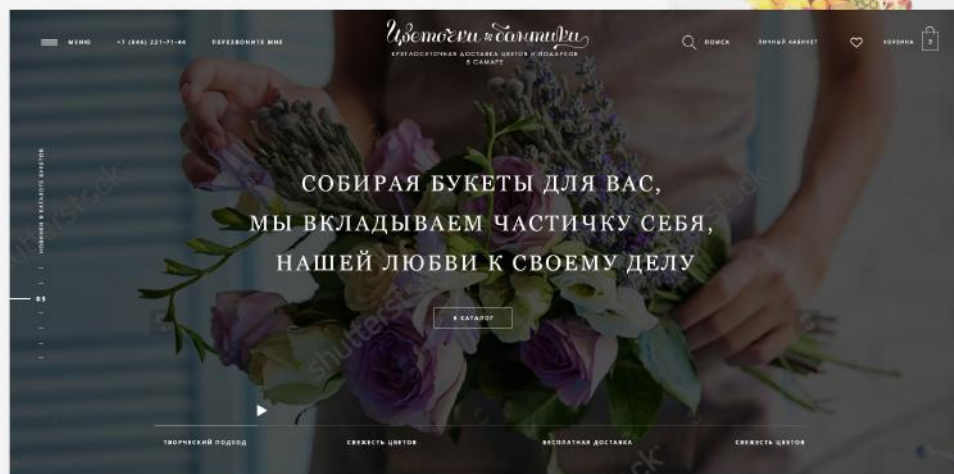 МЕНЮ
+7 (846) 221-71-44
ПЕРЕЗВОНИТЕ МНЕ
Цветочки и бантики
КРУГЛОСУТОЧНАЯ ДОСТАВКА ЦВЕТОВ И ПОДАРКОВ
В САМАРЕ
ПОИСК
ЛИЧНЫЙ КАБИНЕТ
КОРЗИНА
3
НОВИНКИ В КАТАЛОГЕ БУКЕТОВ
03
СОБИРАЯ БУКЕТЫ ДЛЯ ВАС,
МЫ ВКЛАДЫВАЕМ ЧАСТИЧКУ СЕБЯ,
НАШЕЙ ЛЮБВИ К СВОЕМУ ДЕЛУ
В КАТАЛОГ
shutterstock
ТВОРЧЕСКИЙ ПОДХОД
СВЕЖЕСТЬ ЦВЕТОВ
БЕСПЛАТНАЯ ДОСТАВКА
СВЕЖЕСТЬ ЦВЕТОВ